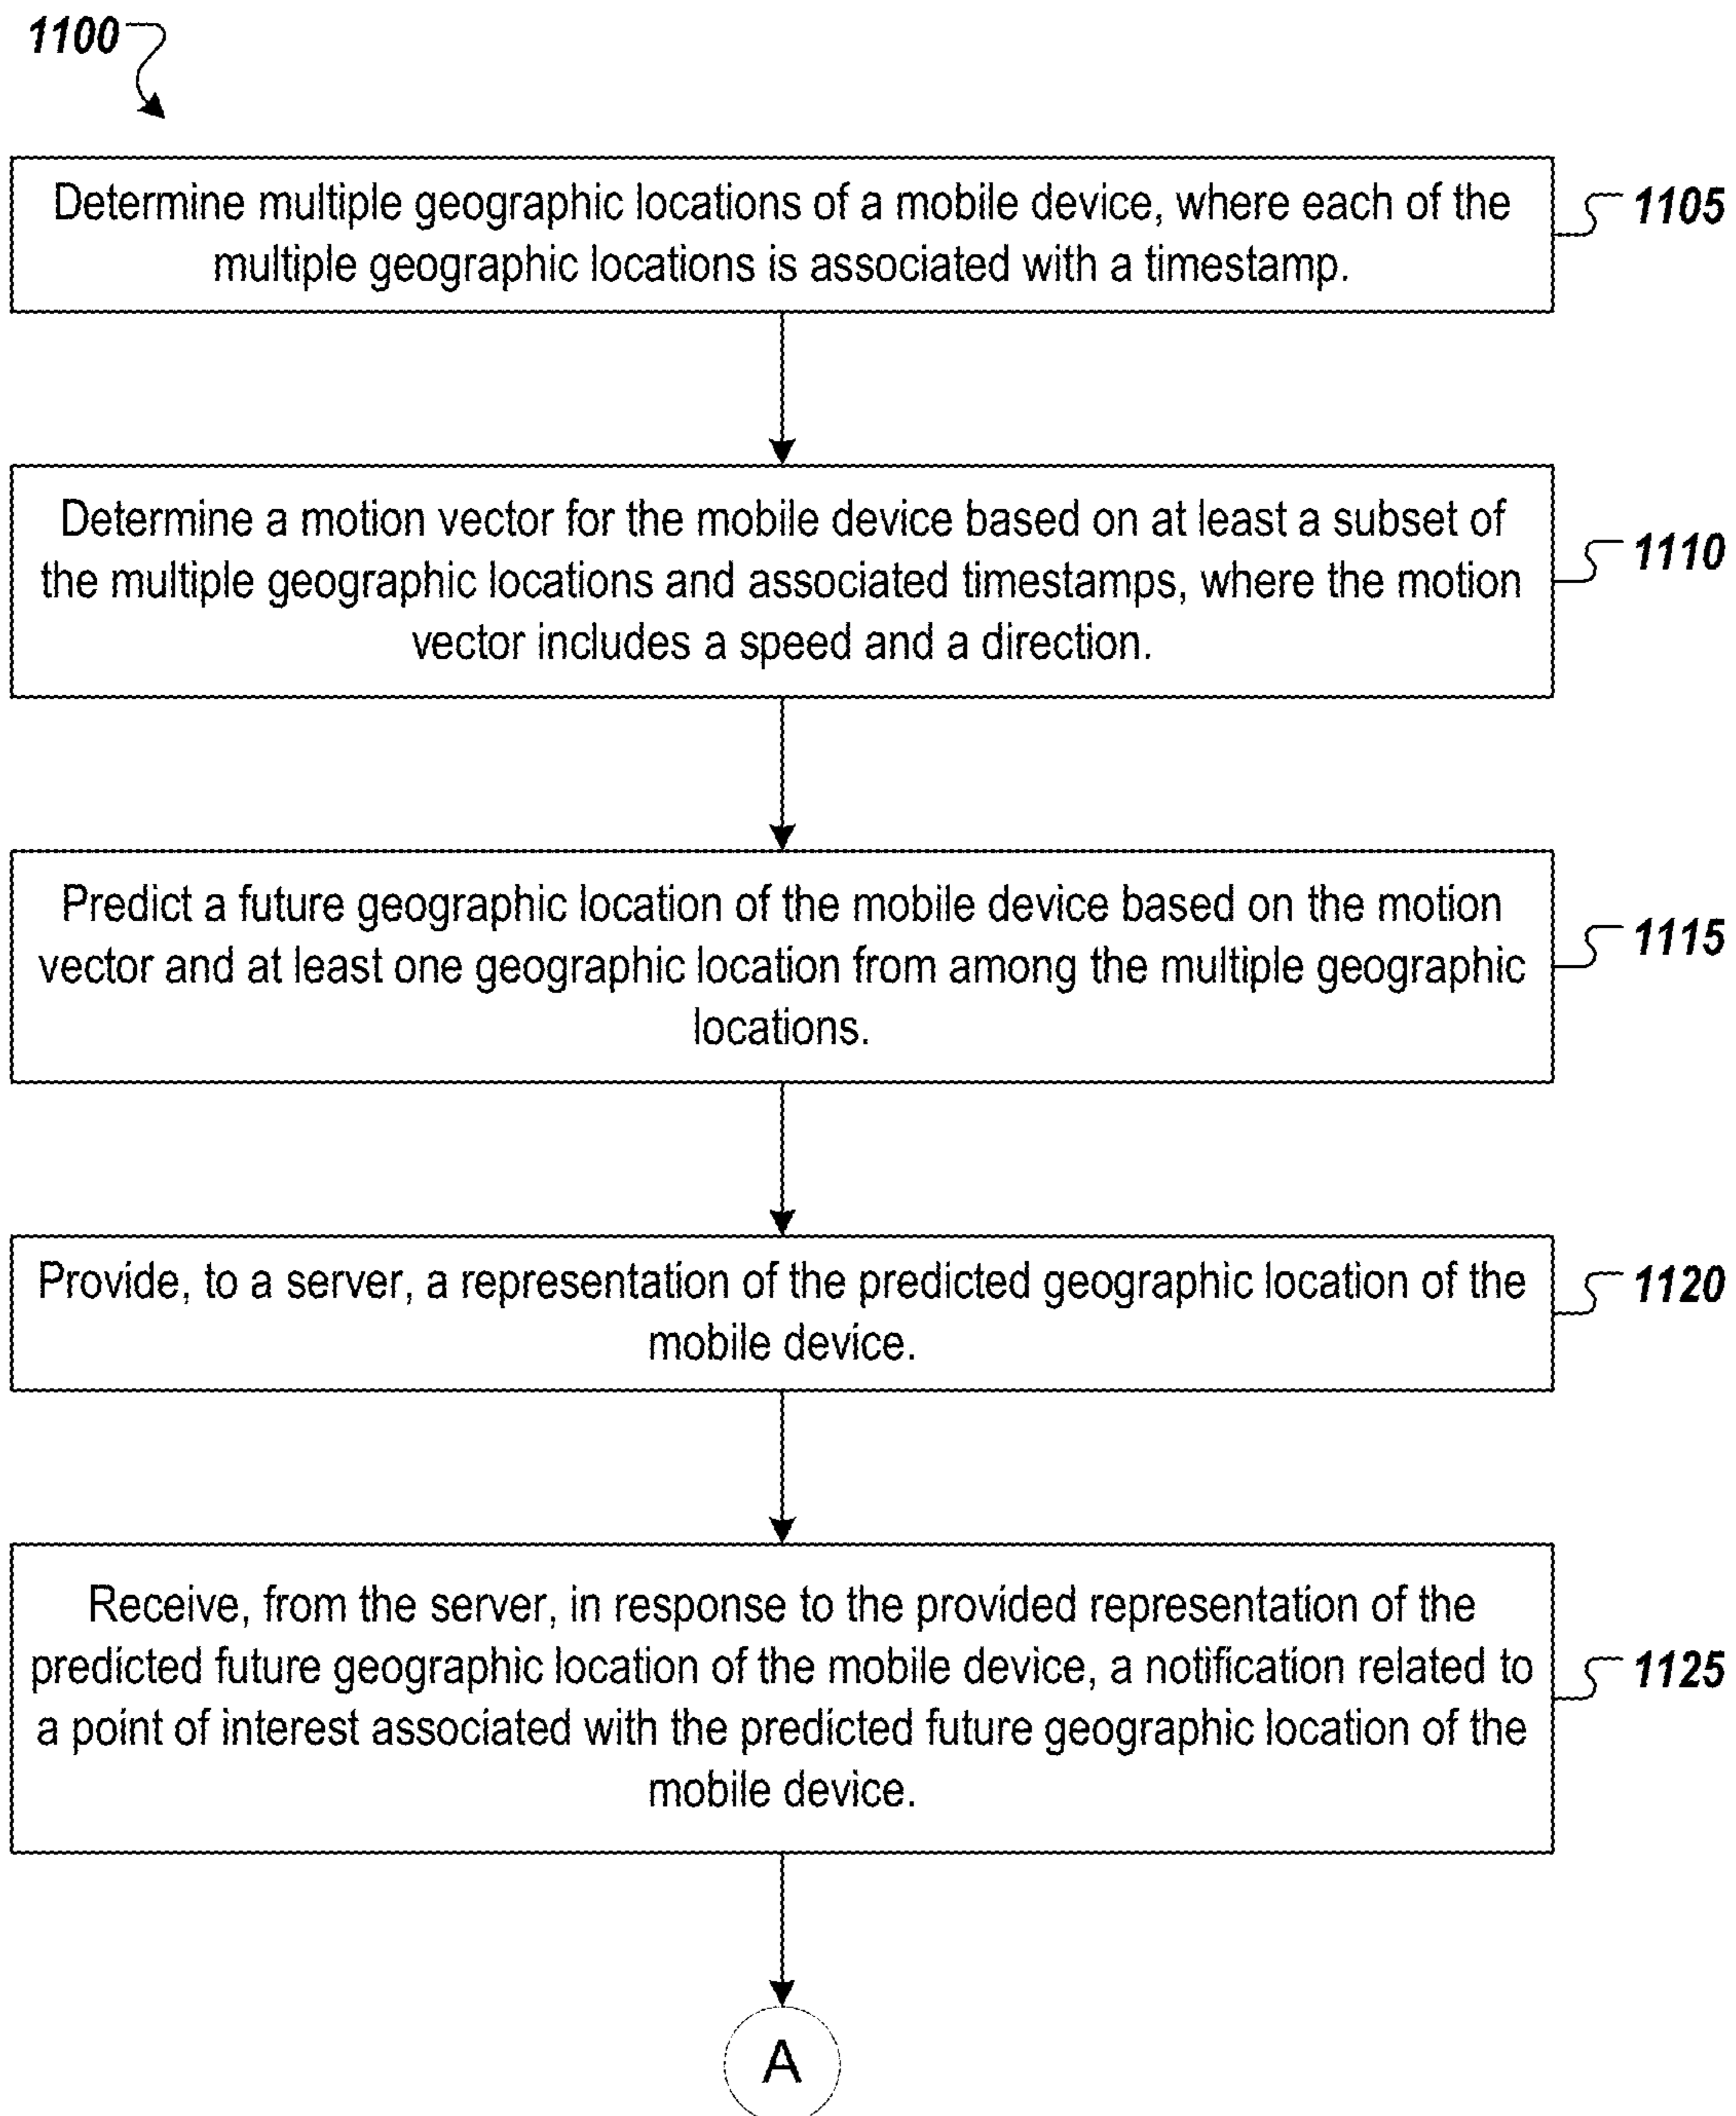 1100
Determine multiple geographic locations of a mobile device, where each of the
multiple geographic locations is associated with a timestamp.
1105
Determine a motion vector for the mobile device based on at least a subset of
the multiple geographic locations and associated timestamps, where the motion
vector includes a speed and a direction.
1110
Predict a future geographic location of the mobile device based on the motion
vector and at least one geographic location from among the multiple geographic
locations.
1115
Provide, to a server, a representation of the predicted geographic location of the
mobile device.
1120
Receive, from the server, in response to the provided representation of the
predicted future geographic location of the mobile device, a notification related to
a point of interest associated with the predicted future geographic location of the
mobile device.
1125
A